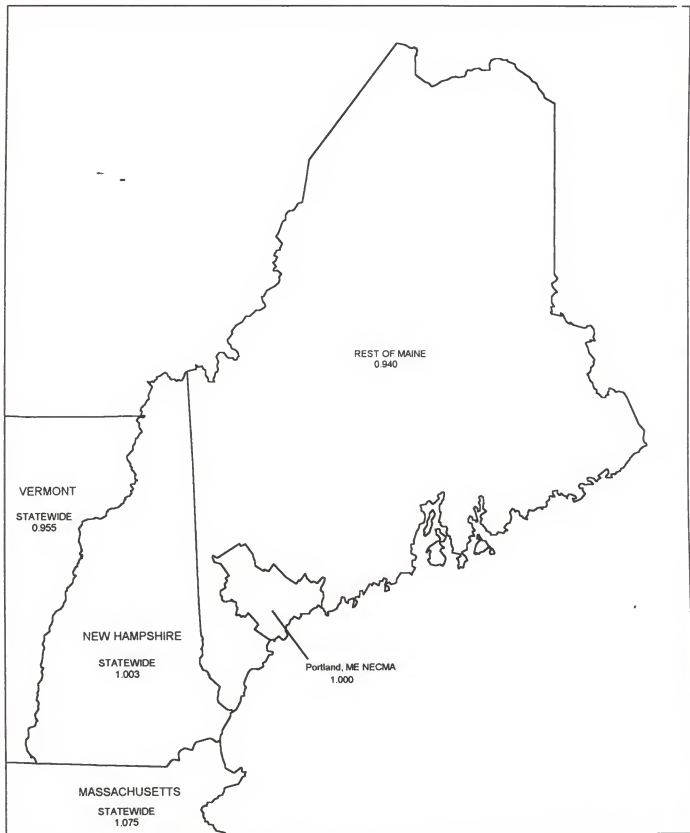 REST OF MAINE
0.940
VERMONT
STATEWIDE
0.955
NEW HAMPSHIRE
STATEWIDE
1.003
Portland, ME NECMA
1.000
MASSACHUSETTS
STATEWIDE
1.075